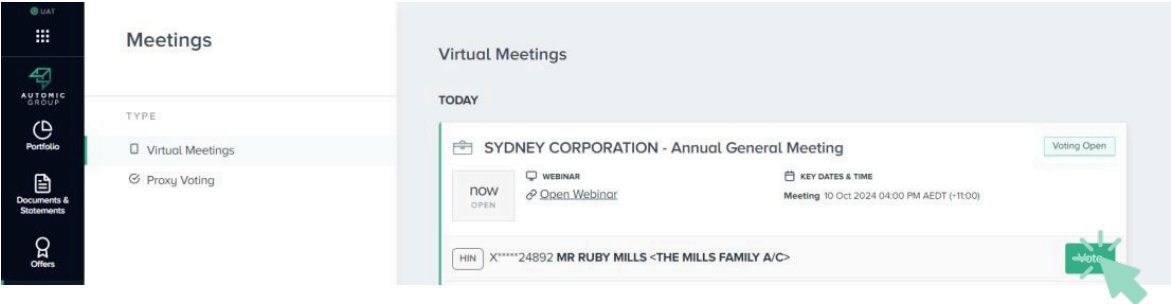 UAT
AUTOMIC
GROUP
Portfolio
Documents &
Statements
Offers
Meetings
TYPE
Virtual Meetings
Proxy Voting
Virtual Meetings
TODAY
SYDNEY CORPORATION - Annual General Meeting
Voting Open
now
OPEN
WEBINAR
Open Webinar
KEY DATES & TIME
Meeting 10 Oct 2024 04:00 PM AEDT (+11:00)
HIN X*****24892 MR RUBY MILLS <THE MILLS FAMILY A/C>
Vote